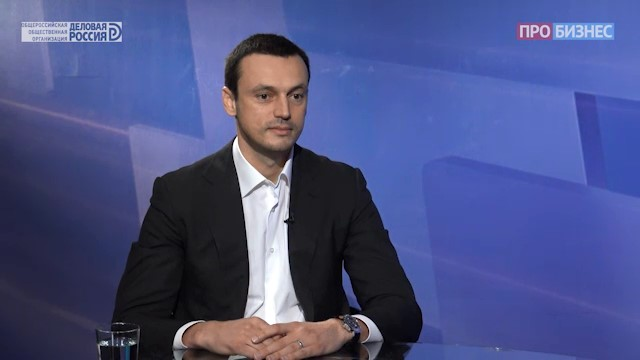 ОБЩЕРОССИЙСКАЯ
ОБЩЕСТВЕННАЯ
ОРГАНИЗАЦИЯ
ДЕЛОВАЯ
РОССИЯ
ПРО БИЗНЕС